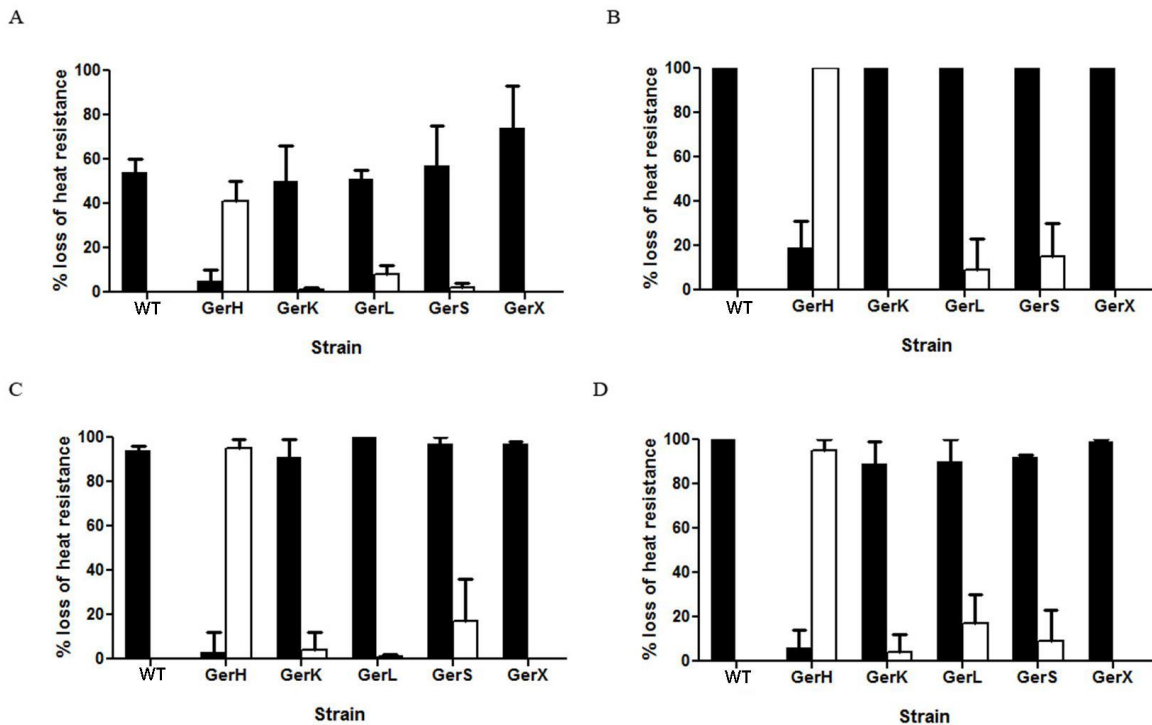 A
% loss of heat resistance
100
80
60
40
20
0
WT GerH GerK GerL GerS GerX
Strain
B
% loss of heat resistance
100
80
60
40
20
0
WT GerH GerK GerL GerS GerX
Strain
C
% loss of heat resistance
100
80
60
40
20
0
WT GerH GerK GerL GerS GerX
Strain
D
% loss of heat resistance
100
80
60
40
20
0
WT GerH GerK GerL GerS GerX
Strain